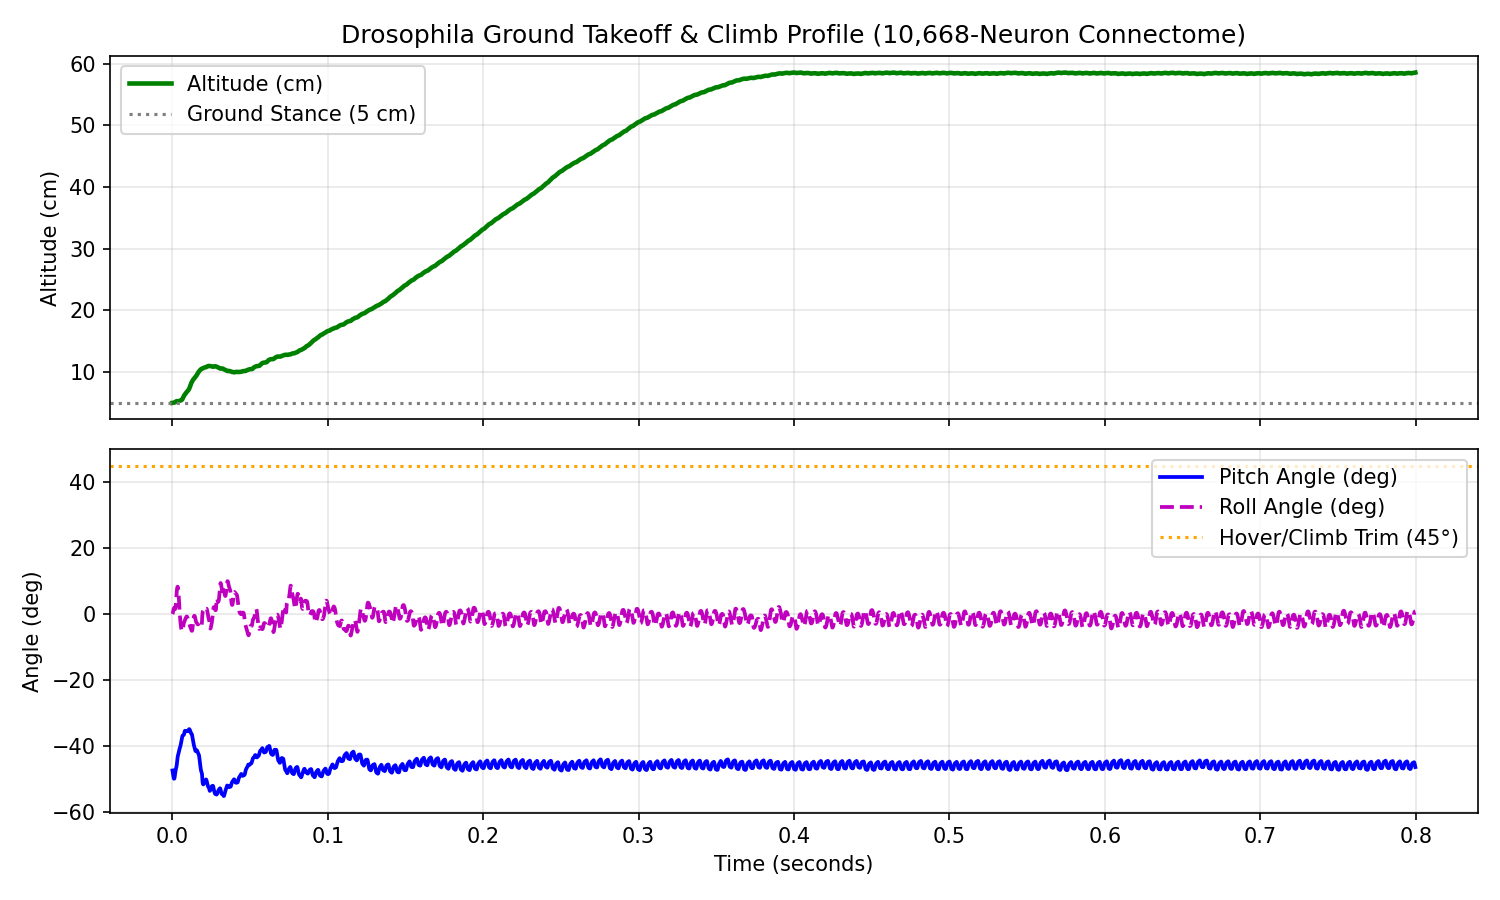 Drosophila Ground Takeoff & Climb Profile (10,668-Neuron Connectome)
Altitude (cm)
60
50
40
30
20
10
Altitude (cm)
Ground Stance (5 cm)
Angle (deg)
40
20
0
−20
−40
−60
Pitch Angle (deg)
Roll Angle (deg)
Hover/Climb Trim (45°)
0.0 0.1 0.2 0.3 0.4 0.5 0.6 0.7 0.8
Time (seconds)